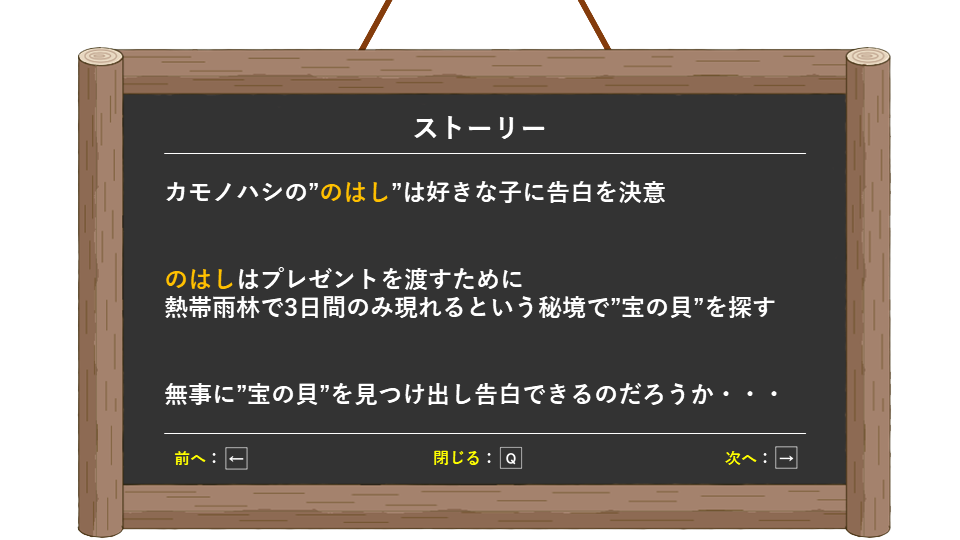 ストーリー
カモノハシの”のはし”は好きな子に告白を決意
のはしはプレゼントを渡すために
熱帯雨林で3日間のみ現れるという秘境で”宝の貝”を探す
無事に”宝の貝”を見つけ出し告白できるのだろうか・・・
前へ：← 閉じる：Q 次へ：→